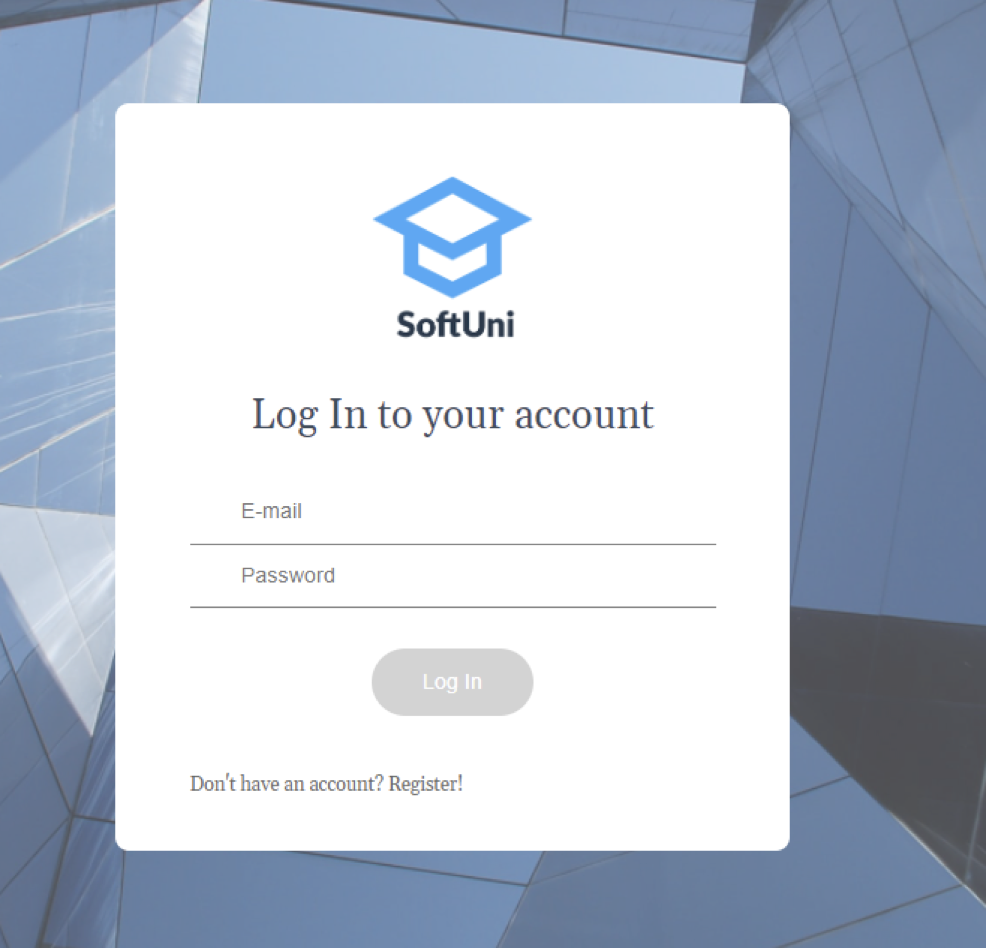 SoftUni
Log In to your account
E-mail
Password
Log In
Don't have an account? Register!